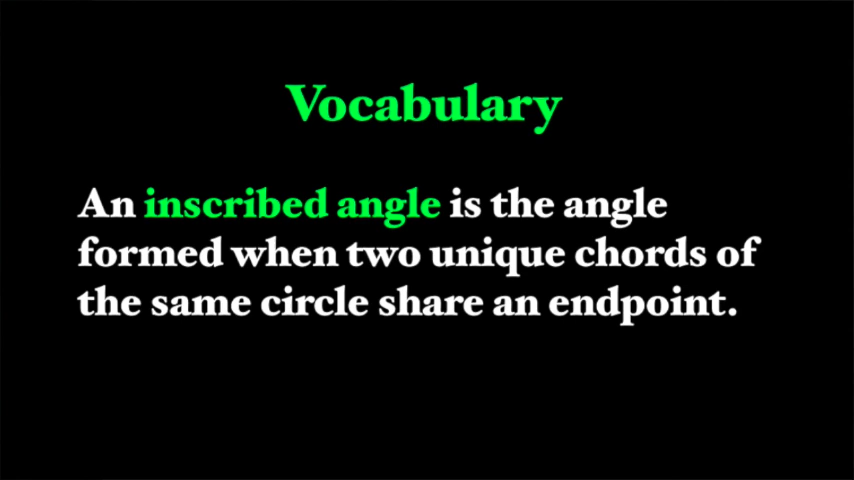 Vocabulary
An inscribed angle is the angle
formed when two unique chords of
the same circle share an endpoint.